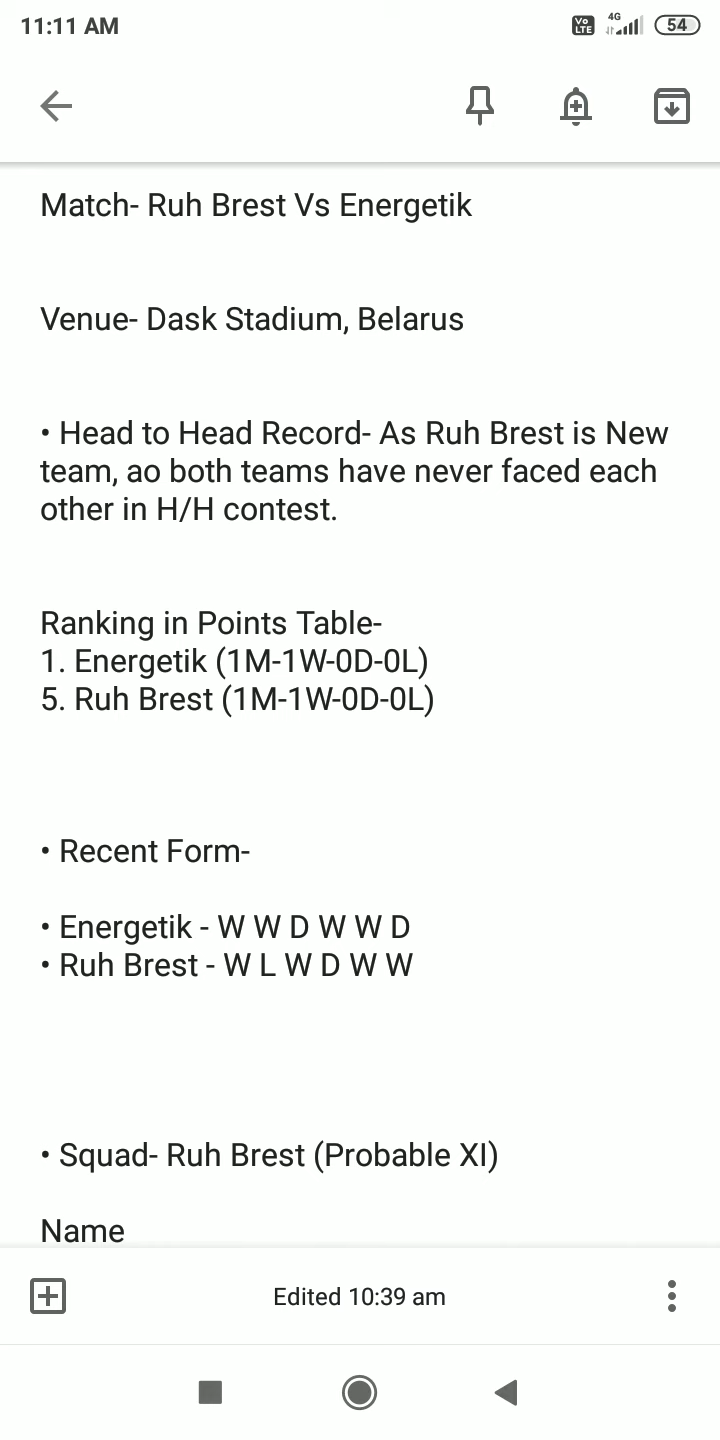 11:11 AM
Vo LTE 4G 54
Match- Ruh Brest Vs Energetik
Venue- Dask Stadium, Belarus
• Head to Head Record- As Ruh Brest is New
team, ao both teams have never faced each
other in H/H contest.
Ranking in Points Table-
1. Energetik (1M-1W-0D-0L)
5. Ruh Brest (1M-1W-0D-0L)
• Recent Form-
• Energetik - W W D W W D
• Ruh Brest - W L W D W W
• Squad- Ruh Brest (Probable XI)
Name
Edited 10:39 am